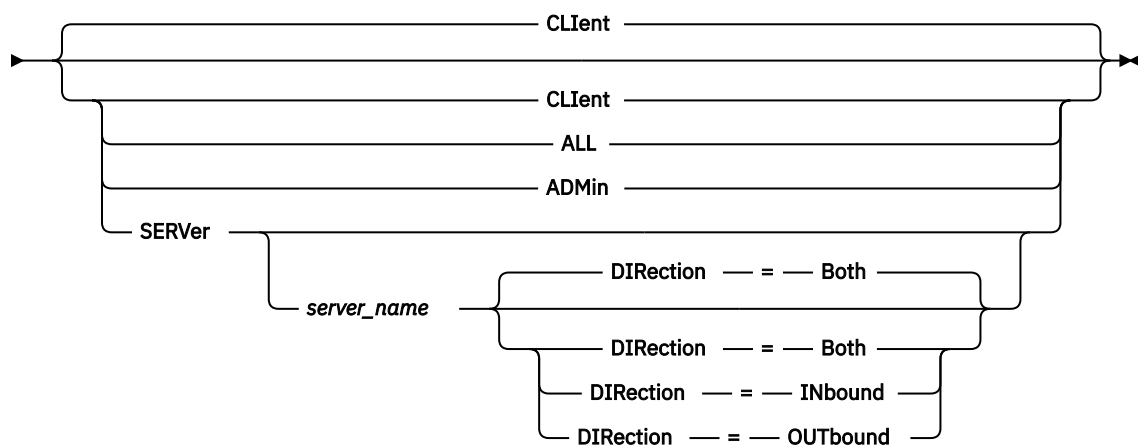 CLIent
CLIent
ALL
ADMin
SERVer
DIRection = Both
server_name
DIRection = Both
DIRection = INbound
DIRection = OUTbound